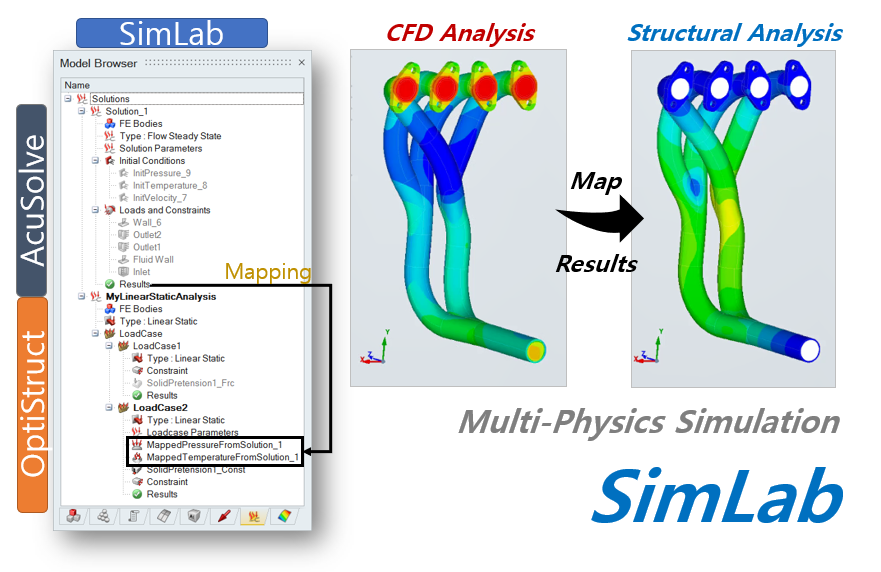 SimLab
CFD Analysis
Structural Analysis
Model Browser
Name
Solutions
Solution_1
FE Bodies
Type : Flow Steady State
Solution Parameters
Initial Conditions
InitPressure_9
InitTemperature_8
InitVelocity_7
Loads and Constraints
Wall_6
Outlet2
Outlet1
Fluid Wall
Inlet
Results
MyLinearStaticAnalysis
FE Bodies
Type : Linear Static
LoadCase
LoadCase1
Type : Linear Static
Constraint
SolidPretension1_Frc
Results
LoadCase2
Type : Linear Static
Loadcase Parameters
MappedPressureFromSolution_1
MappedTemperatureFromSolution_1
SolidPretension1_Const
Constraint
Results
AcuSolve
OptiStruct
Mapping
Map
Results
Y
Z
X
Y
Z
X
Multi-Physics Simulation
SimLab